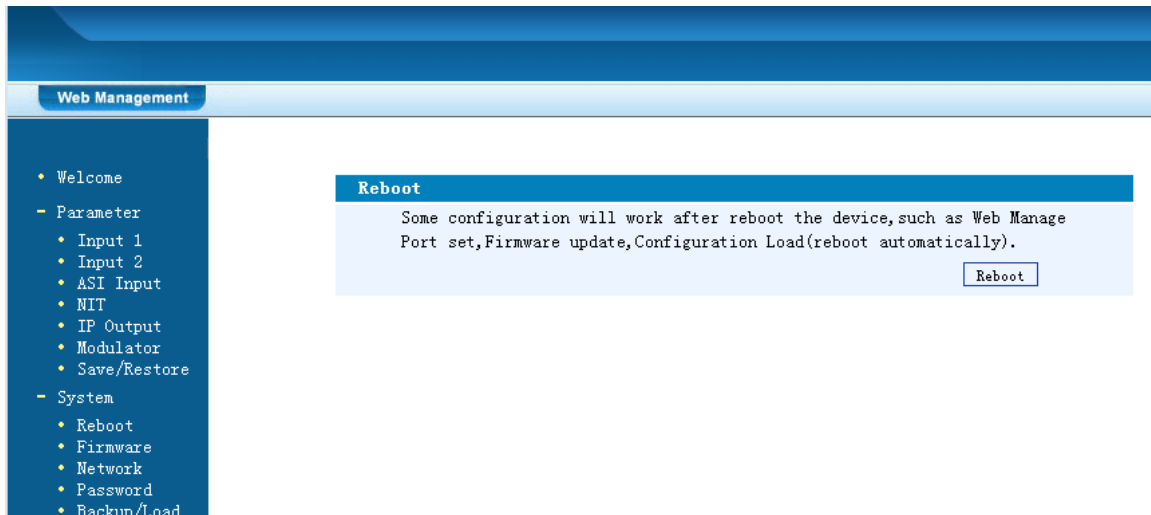 Web Management
Welcome
Parameter
Input 1
Input 2
ASI Input
NIT
IP Output
Modulator
Save/Restore
System
Reboot
Firmware
Network
Password
Backup/Load
Reboot
Some configuration will work after reboot the device,such as Web Manage
Port set,Firmware update,Configuration Load(reboot automatically).
Reboot